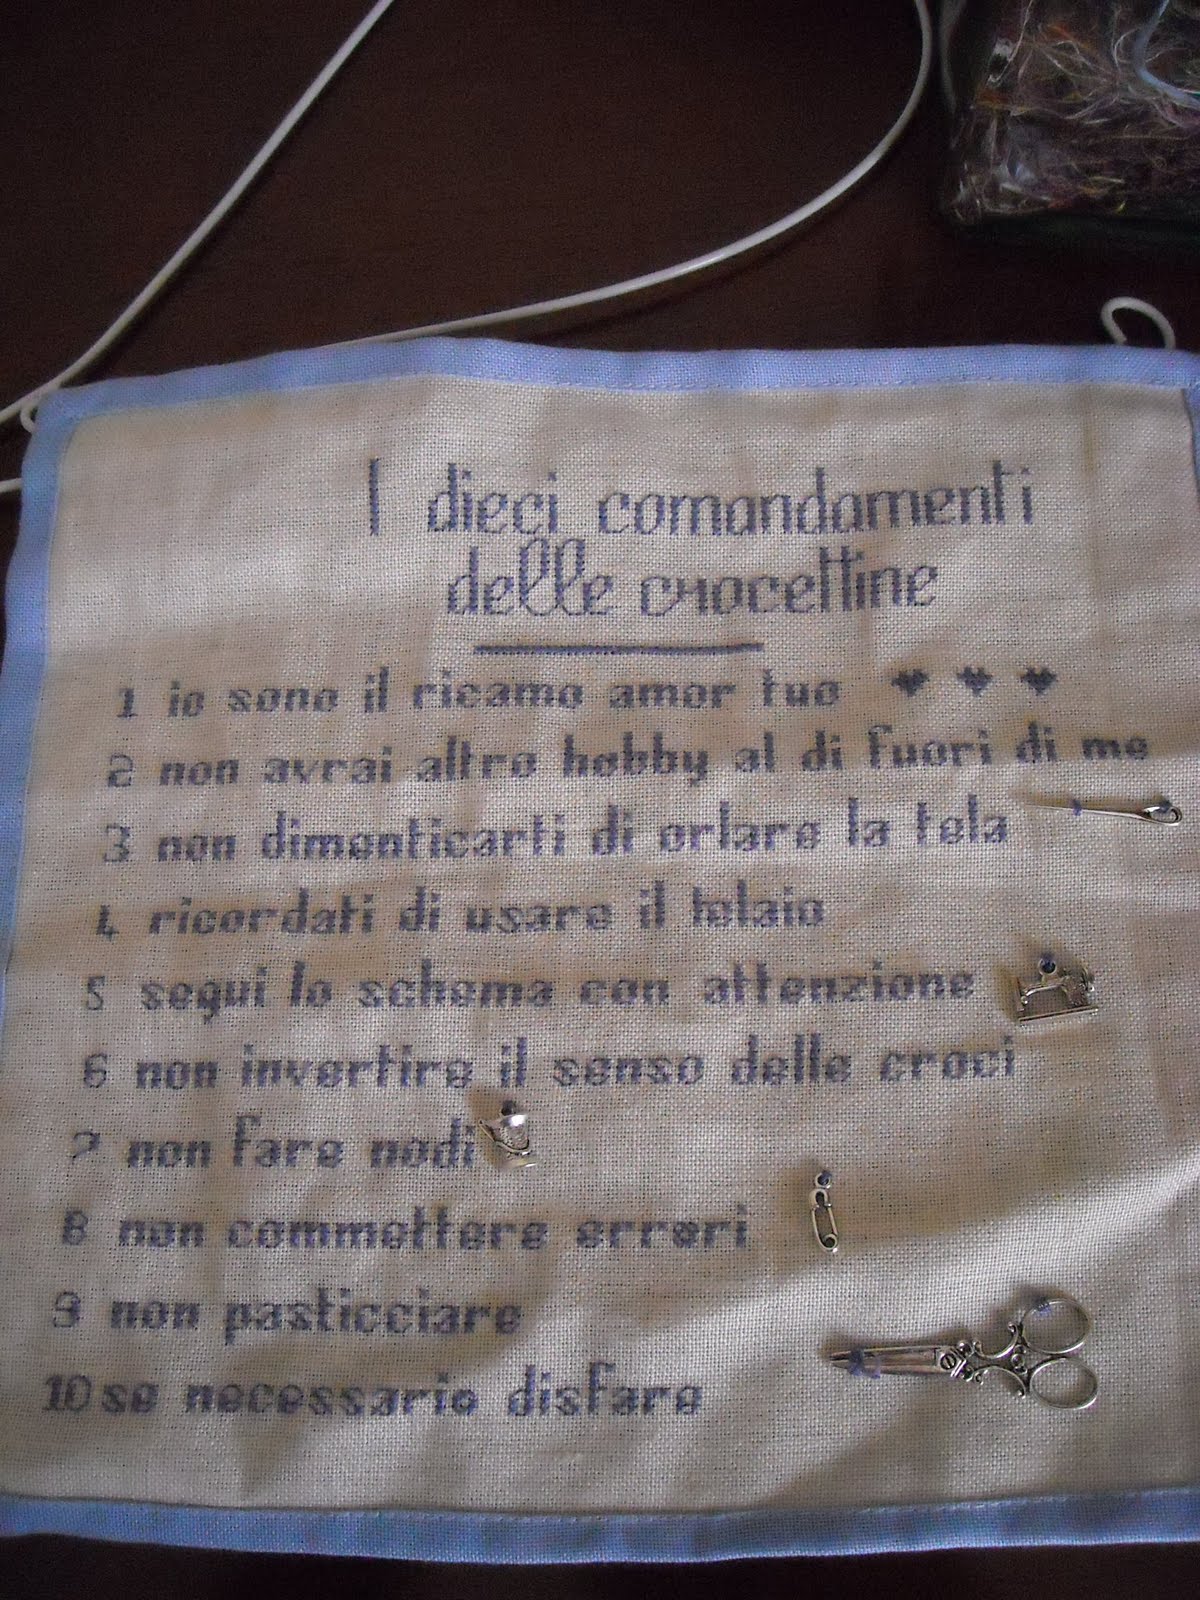 I dieci comandamenti
delle crocettine
1 io sono il ricamo amor tuo
2 non avrai altro hobby al di fuori di me
3 non dimenticarti di orlare la tela
4 ricordati di usare il telaio
5 segui lo schema con attenzione
6 non invertire il senso delle croci
7 non fare nodi
8 non commettere errori
9 non pasticciare
10 se necessario disfare